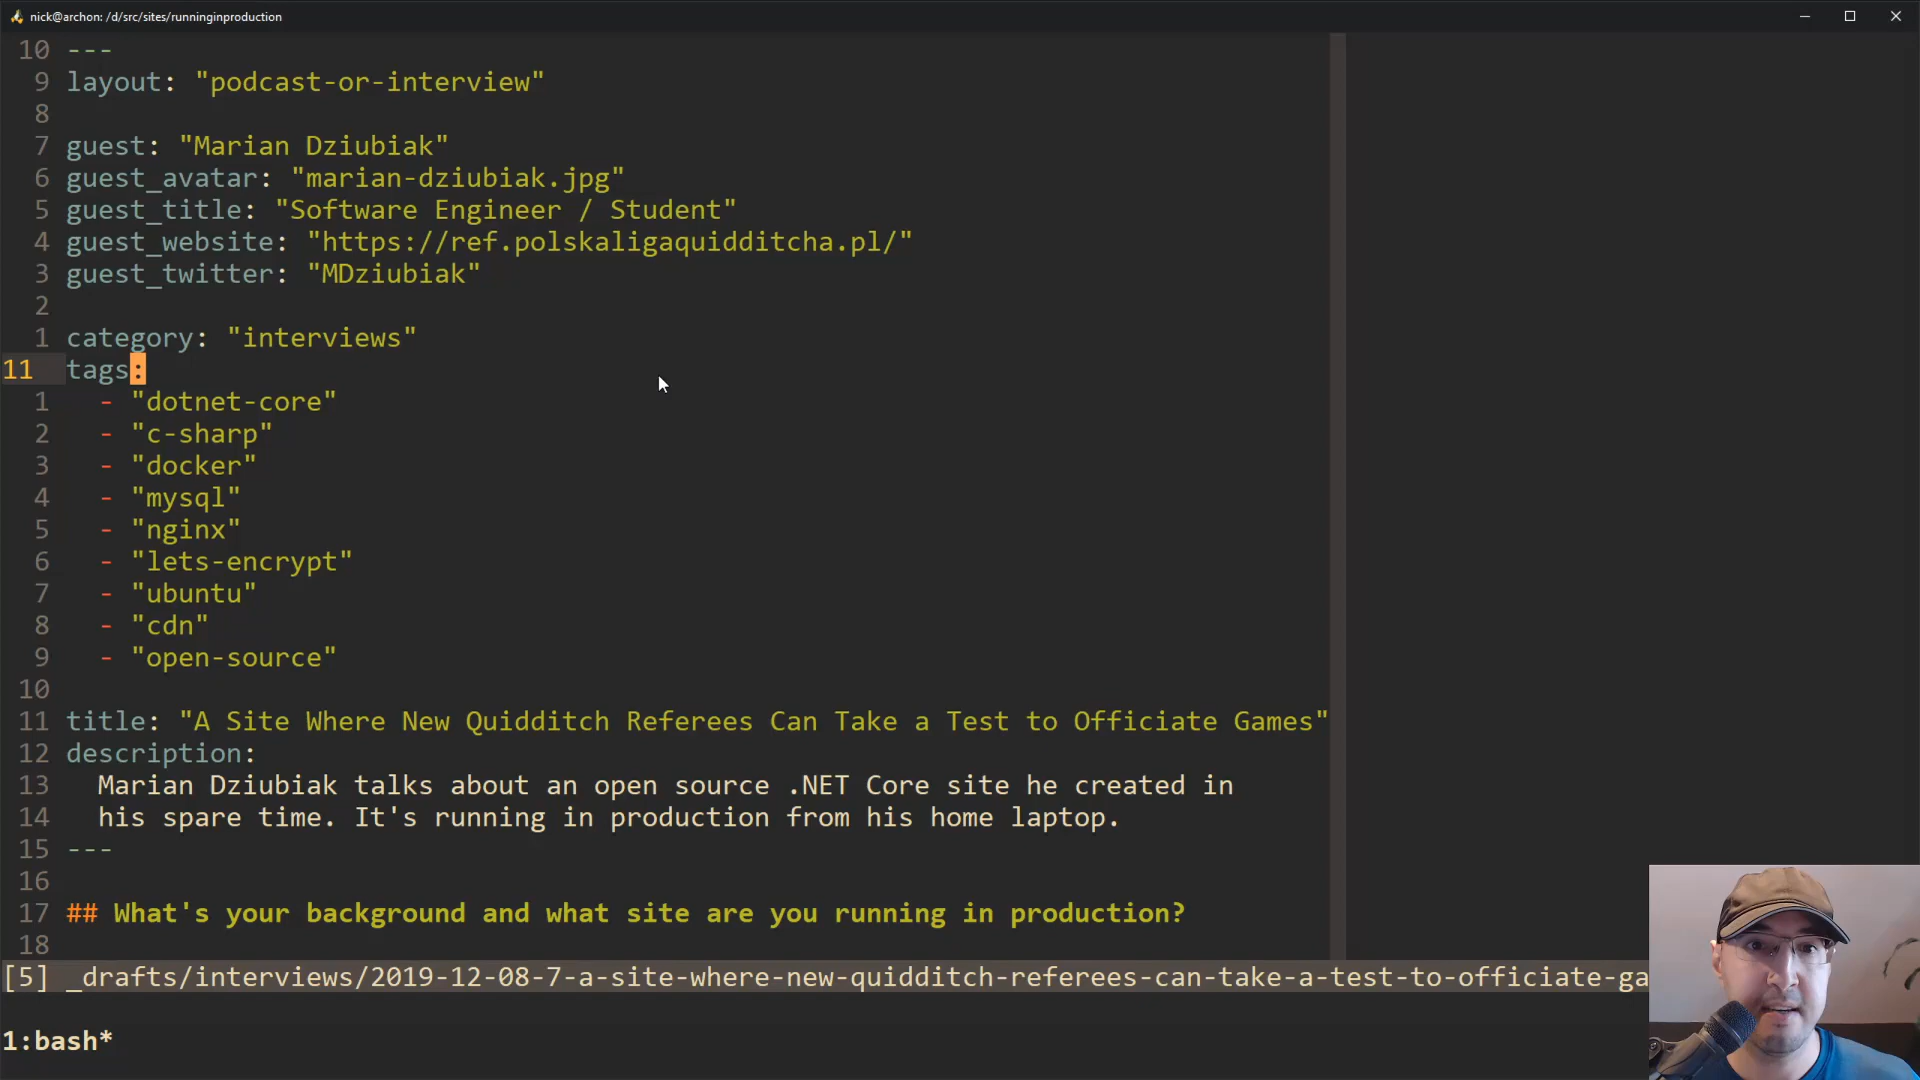 nick@archon: /d/src/sites/runninginproduction
10 ---
9 layout: "podcast-or-interview"
8
7 guest: "Marian Dziubiak"
6 guest_avatar: "marian-dziubiak.jpg"
5 guest_title: "Software Engineer / Student"
4 guest_website: "https://ref.polskaligaquidditcha.pl/"
3 guest_twitter: "MDziubiak"
2
1 category: "interviews"
11 tags:
1 - "dotnet-core"
2 - "c-sharp"
3 - "docker"
4 - "mysql"
5 - "nginx"
6 - "lets-encrypt"
7 - "ubuntu"
8 - "cdn"
9 - "open-source"
10
11 title: "A Site Where New Quidditch Referees Can Take a Test to Officiate Games"
12 description:
13 Marian Dziubiak talks about an open source .NET Core site he created in
14 his spare time. It's running in production from his home laptop.
15 ---
16
17 ## What's your background and what site are you running in production?
18
[5] _drafts/interviews/2019-12-08-7-a-site-where-new-quidditch-referees-can-take-a-test-to-officiate-ga
1:bash*